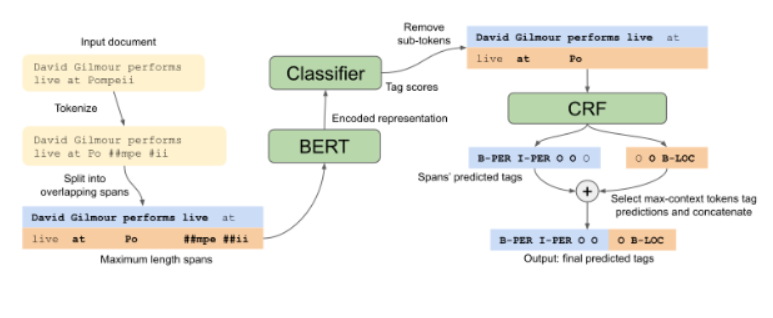 Input document
David Gilmour performs
live at Pompeii
Tokenize
David Gilmour performs
live at Po ##mpe #ii
Split into
overlapping spans
David Gilmour performs live at
live at Po ##mpe ##ii
Maximum length spans
BERT
Encoded representation
Classifier
Tag scores
Remove
sub-tokens
David Gilmour performs live at
live at Po
CRF
B-PER I-PER O O O
O O B-LOC
Spans' predicted tags
+
Select max-context tokens tag
predictions and concatenate
B-PER I-PER O O O B-LOC
Output: final predicted tags